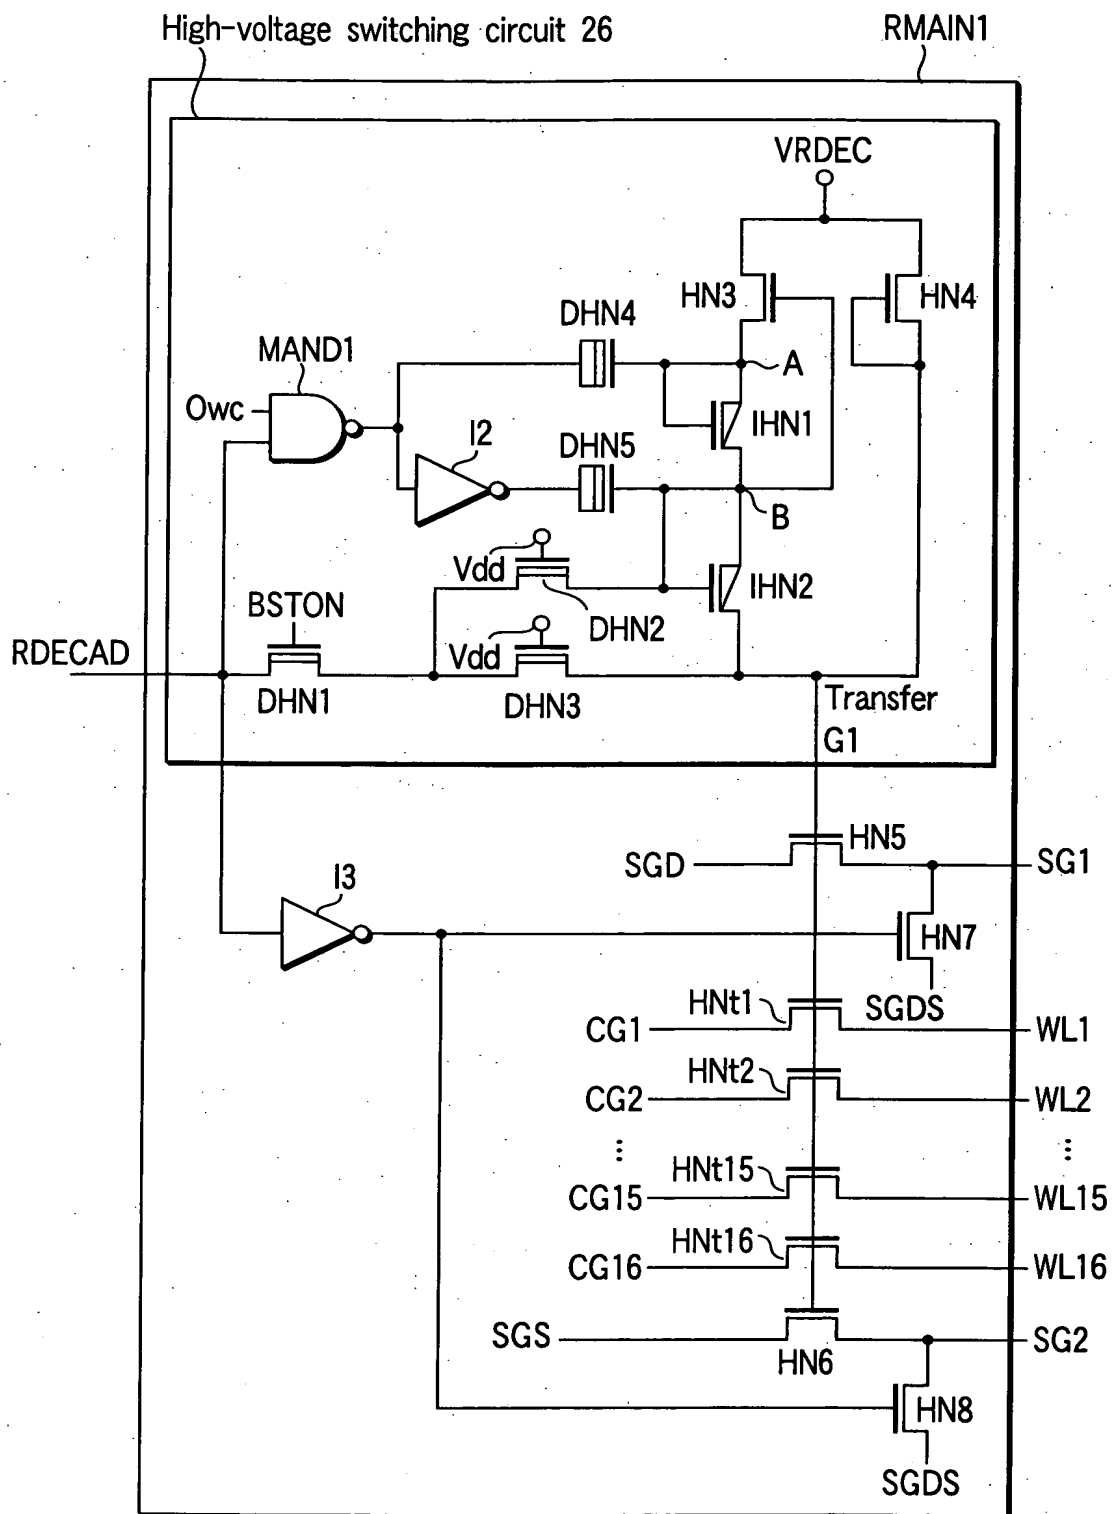 High-voltage switching circuit 26
RMAIN1
VRDEC
HN3
HN4
DHN4
MAND1
A
Owc
IHN1
I2
DHN5
B
Vdd
IHN2
DHN2
BSTON
RDECAD
Vdd
DHN1
DHN3
Transfer
G1
HN5
SGD
SG1
I3
HN7
SGDS
HNt1
CG1
WL1
HNt2
CG2
WL2
...
...
HNt15
CG15
WL15
HNt16
CG16
WL16
SGS
SG2
HN6
HN8
SGDS